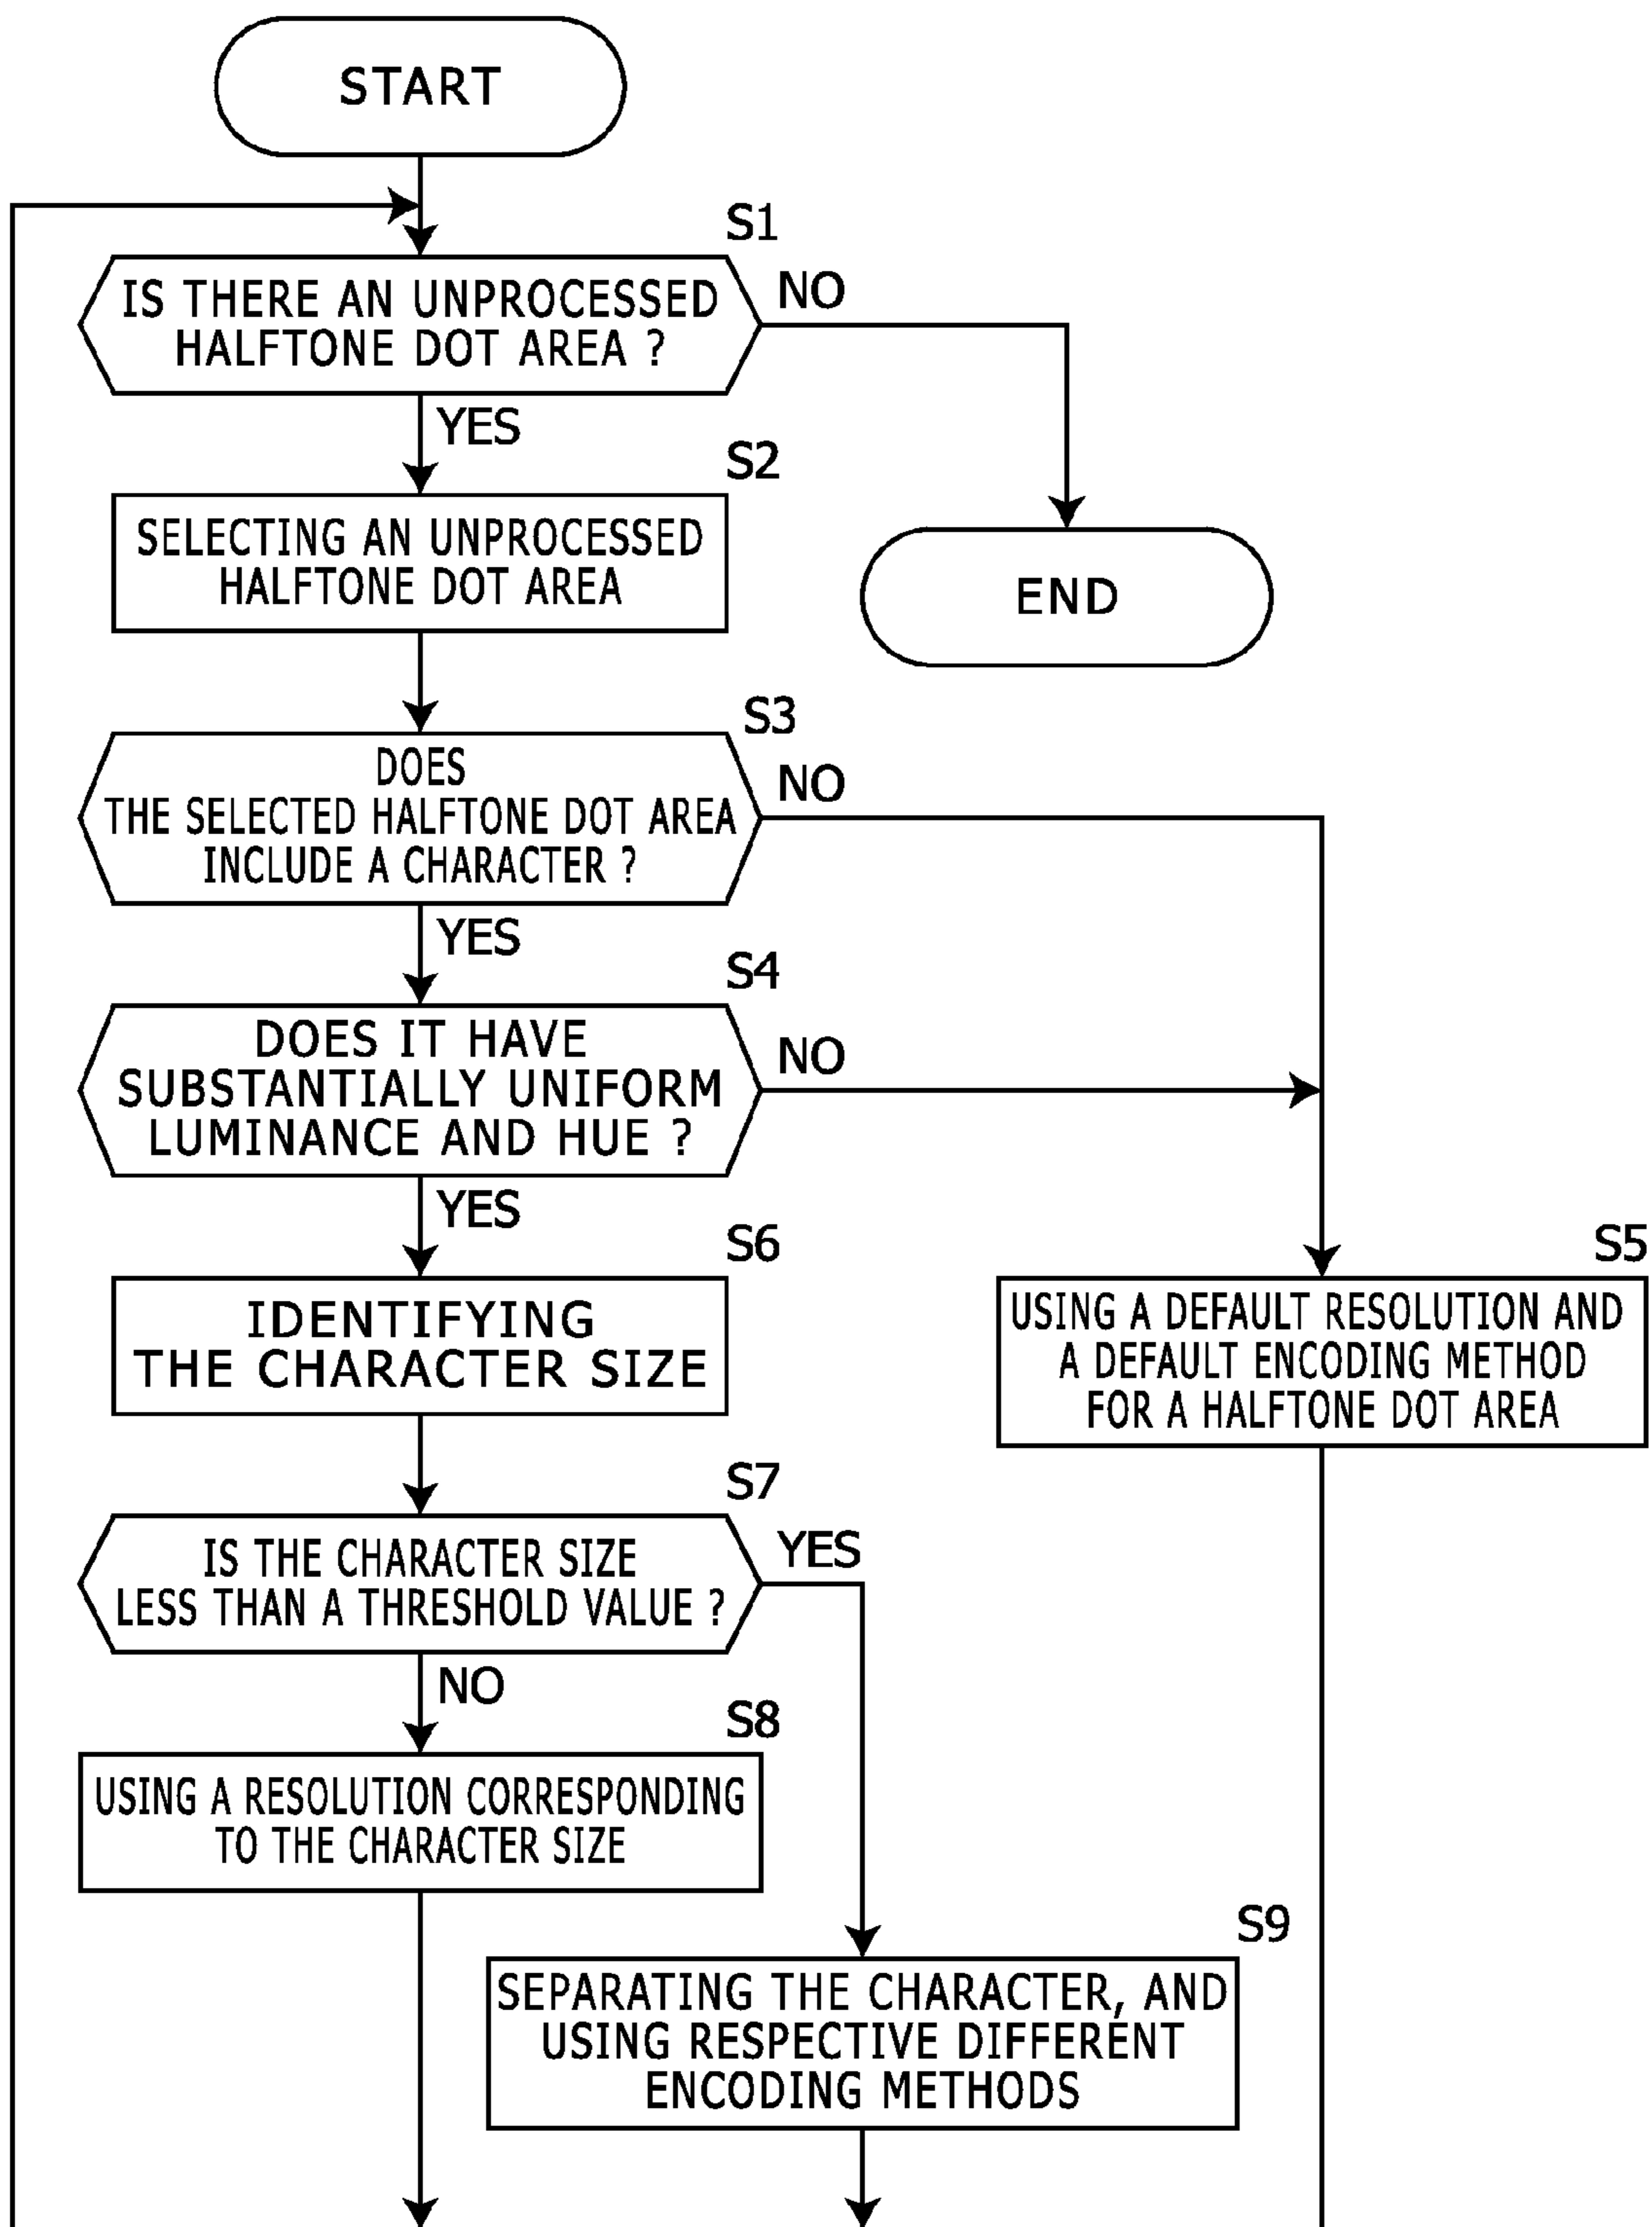 START
S1
IS THERE AN UNPROCESSED
HALFTONE DOT AREA ?
NO
YES
S2
SELECTING AN UNPROCESSED
HALFTONE DOT AREA
END
S3
DOES
THE SELECTED HALFTONE DOT AREA
INCLUDE A CHARACTER ?
NO
YES
S4
DOES IT HAVE
SUBSTANTIALLY UNIFORM
LUMINANCE AND HUE ?
NO
YES
S6
IDENTIFYING
THE CHARACTER SIZE
S5
USING A DEFAULT RESOLUTION AND
A DEFAULT ENCODING METHOD
FOR A HALFTONE DOT AREA
S7
IS THE CHARACTER SIZE
LESS THAN A THRESHOLD VALUE ?
YES
NO
S8
USING A RESOLUTION CORRESPONDING
TO THE CHARACTER SIZE
S9
SEPARATING THE CHARACTER, AND
USING RESPECTIVE DIFFERENT
ENCODING METHODS